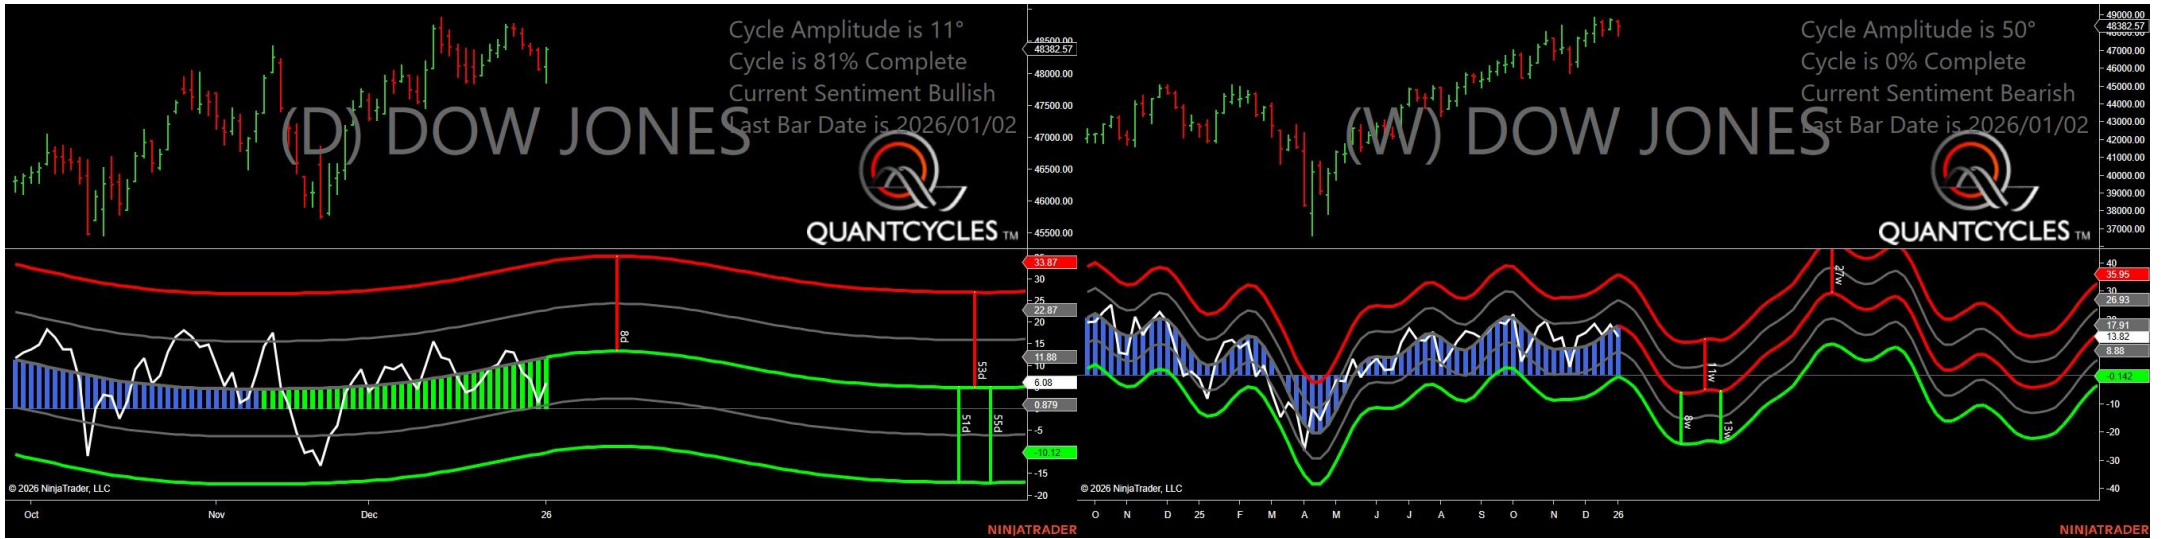 Cycle Amplitude is 11°
Cycle is 81% Complete
Current Sentiment Bullish
Last Bar Date is 2026/01/02
(D) DOW JONES
QUANTCYCLES TM
48500.00
48382.57
48000.00
47500.00
47000.00
46500.00
46000.00
45500.00
33.87
30
25
22.87
20
15
11.88
6.08
0.879
-5
-10.12
-15
-20
8d
53d
51d
55d
© 2026 NinjaTrader, LLC
Oct Nov Dec 26
NINJATRADER
Cycle Amplitude is 50°
Cycle is 0% Complete
Current Sentiment Bearish
Last Bar Date is 2026/01/02
(W) DOW JONES
QUANTCYCLES TM
49000.00
48382.57
47000.00
46000.00
45000.00
44000.00
43000.00
42000.00
41000.00
40000.00
39000.00
38000.00
37000.00
40
35.95
30
26.93
17.91
13.82
8.88
-0.142
-10
-20
-30
-40
27w
11w
8w
13w
© 2026 NinjaTrader, LLC
O N D 25 F M A M J J A S O N D 26
NINJATRADER